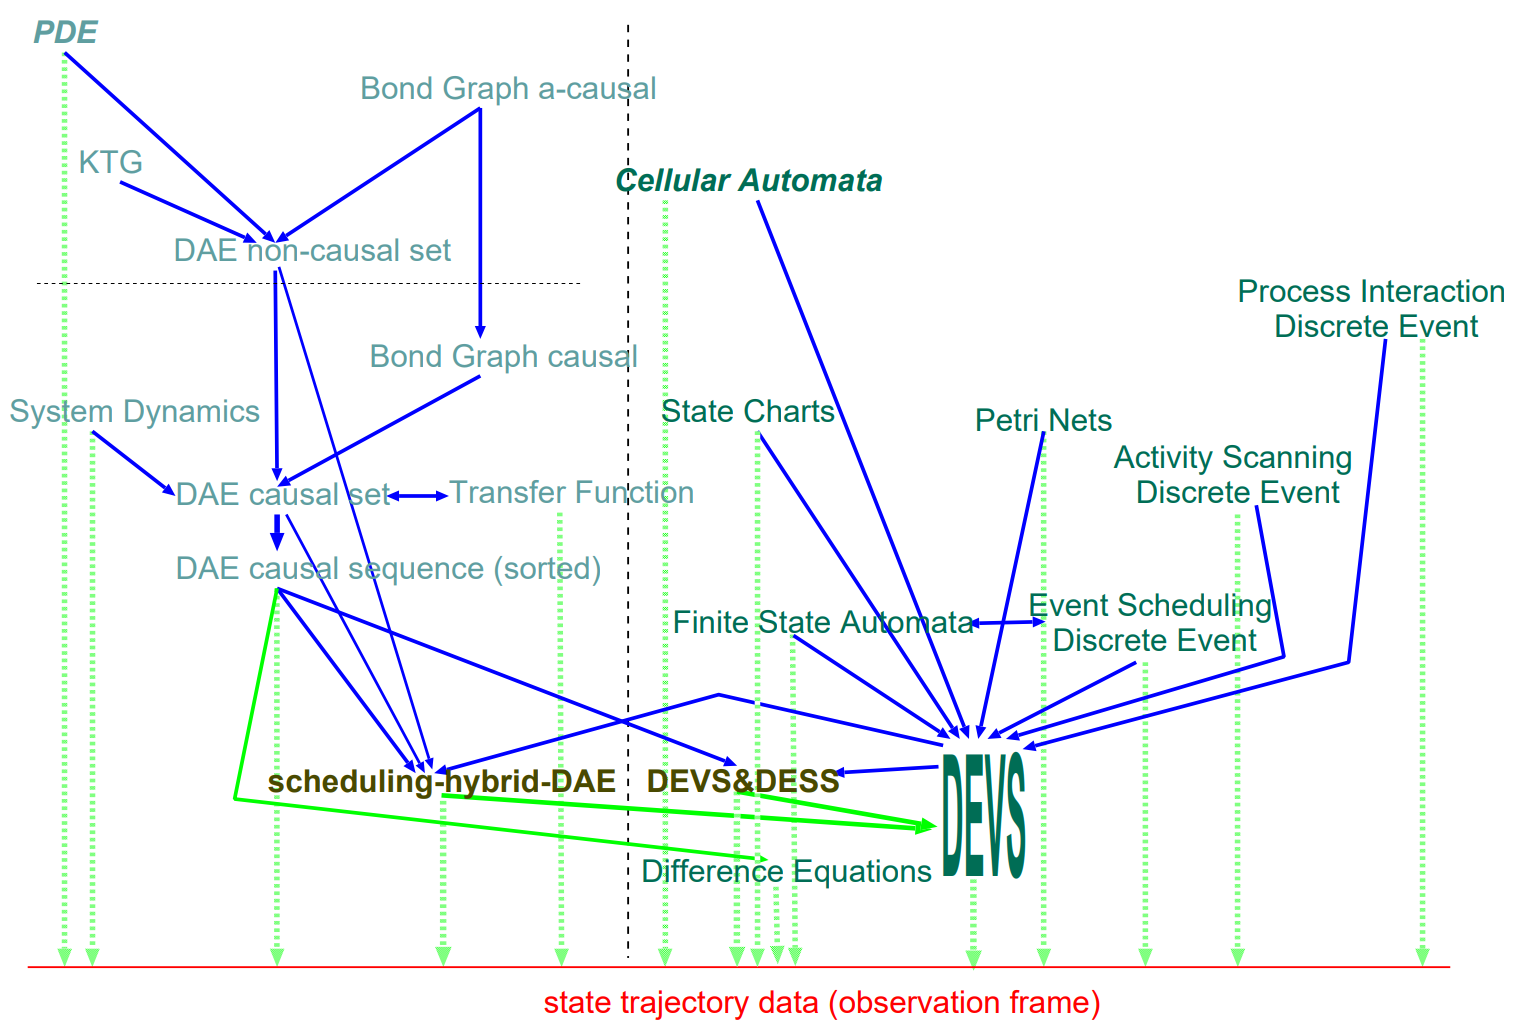 PDE
Bond Graph a-causal
KTG
Cellular Automata
DAE non-causal set
Process Interaction
Discrete Event
Bond Graph causal
System Dynamics
State Charts
Petri Nets
Activity Scanning
Discrete Event
DAE causal set
Transfer Function
DAE causal sequence (sorted)
Finite State Automata
Event Scheduling
Discrete Event
scheduling-hybrid-DAE
DEVS&DESS
DEVS
Difference Equations
state trajectory data (observation frame)